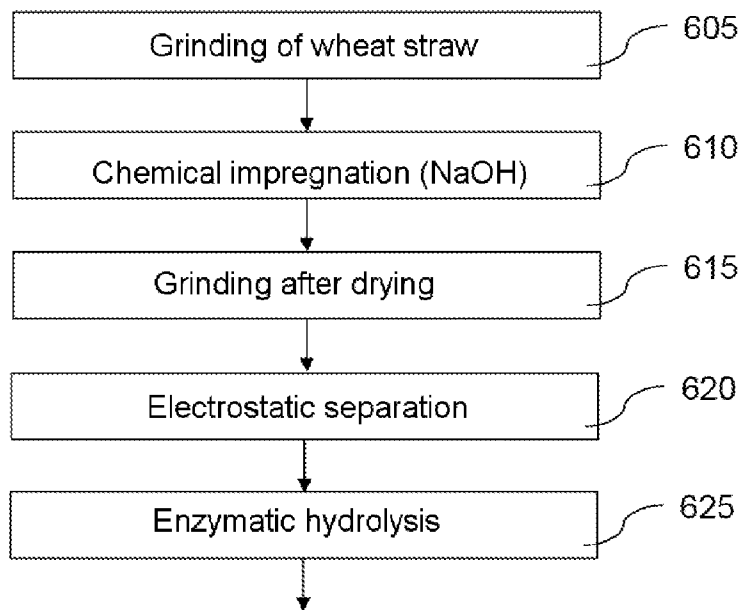 Grinding of wheat straw
605
Chemical impregnation (NaOH)
610
Grinding after drying
615
Electrostatic separation
620
Enzymatic hydrolysis
625